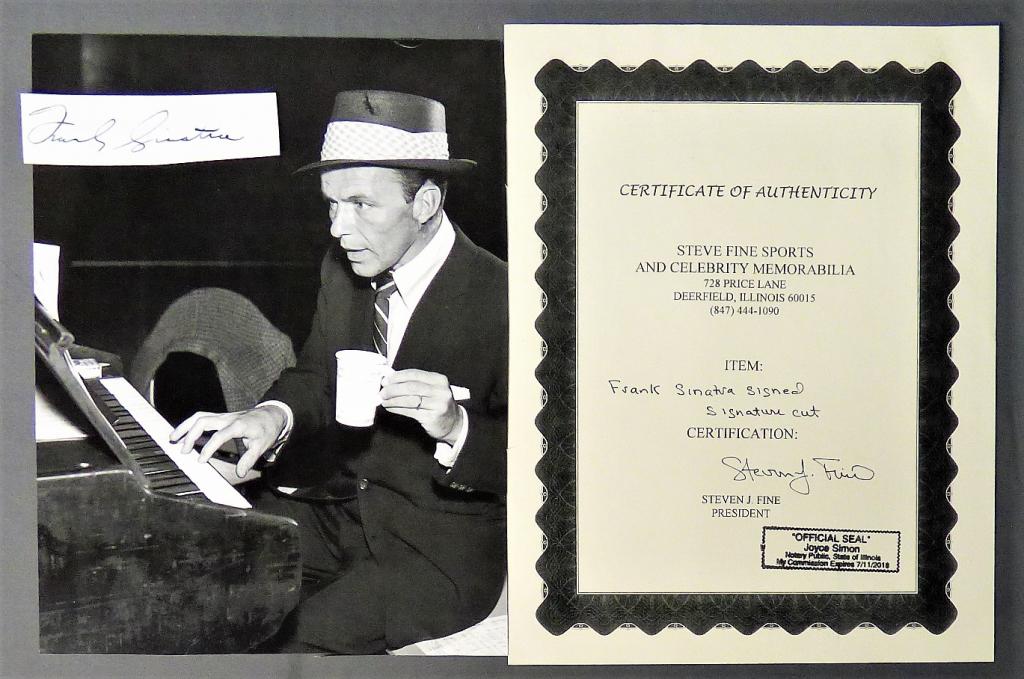 Frank Sinatra
CERTIFICATE OF AUTHENTICITY
STEVE FINE SPORTS
AND CELEBRITY MEMORABILIA
728 PRICE LANE
DEERFIELD, ILLINOIS 60015
(847) 444-1090
ITEM:
Frank Sinatra signed
Signature cut
CERTIFICATION:
Steven J. Fine
STEVEN J. FINE
PRESIDENT
"OFFICIAL SEAL"
Joyce Simon
Notary Public, State of Illinois
My Commission Expires 7/11/2018